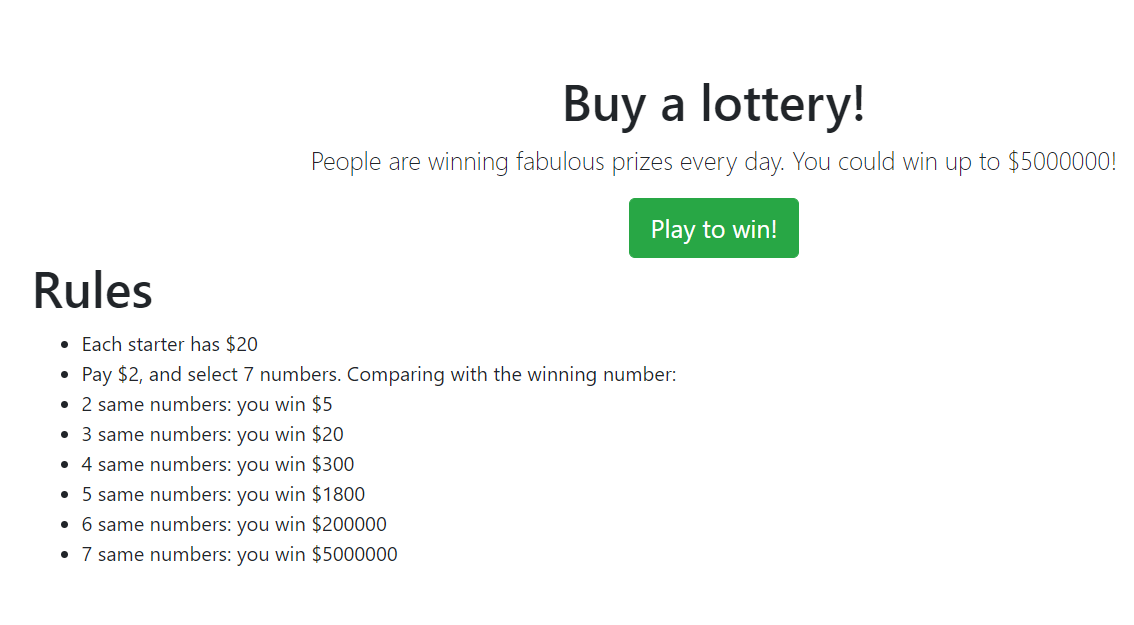 Buy a lottery!
People are winning fabulous prizes every day. You could win up to $5000000!
Play to win!
Rules
Each starter has $20
Pay $2, and select 7 numbers. Comparing with the winning number:
2 same numbers: you win $5
3 same numbers: you win $20
4 same numbers: you win $300
5 same numbers: you win $1800
6 same numbers: you win $200000
7 same numbers: you win $5000000